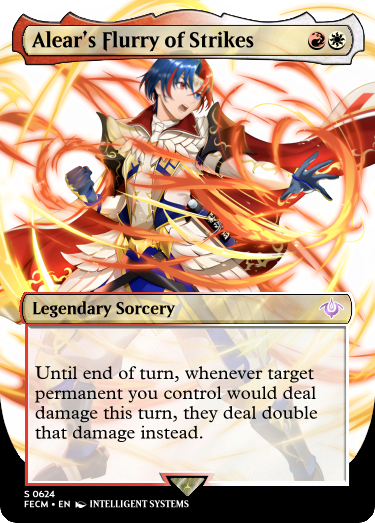 Alear's Flurry of Strikes
Legendary Sorcery
Until end of turn, whenever target
permanent you control would deal
damage this turn, they deal double
that damage instead.
S 0624
FECM • EN INTELLIGENT SYSTEMS